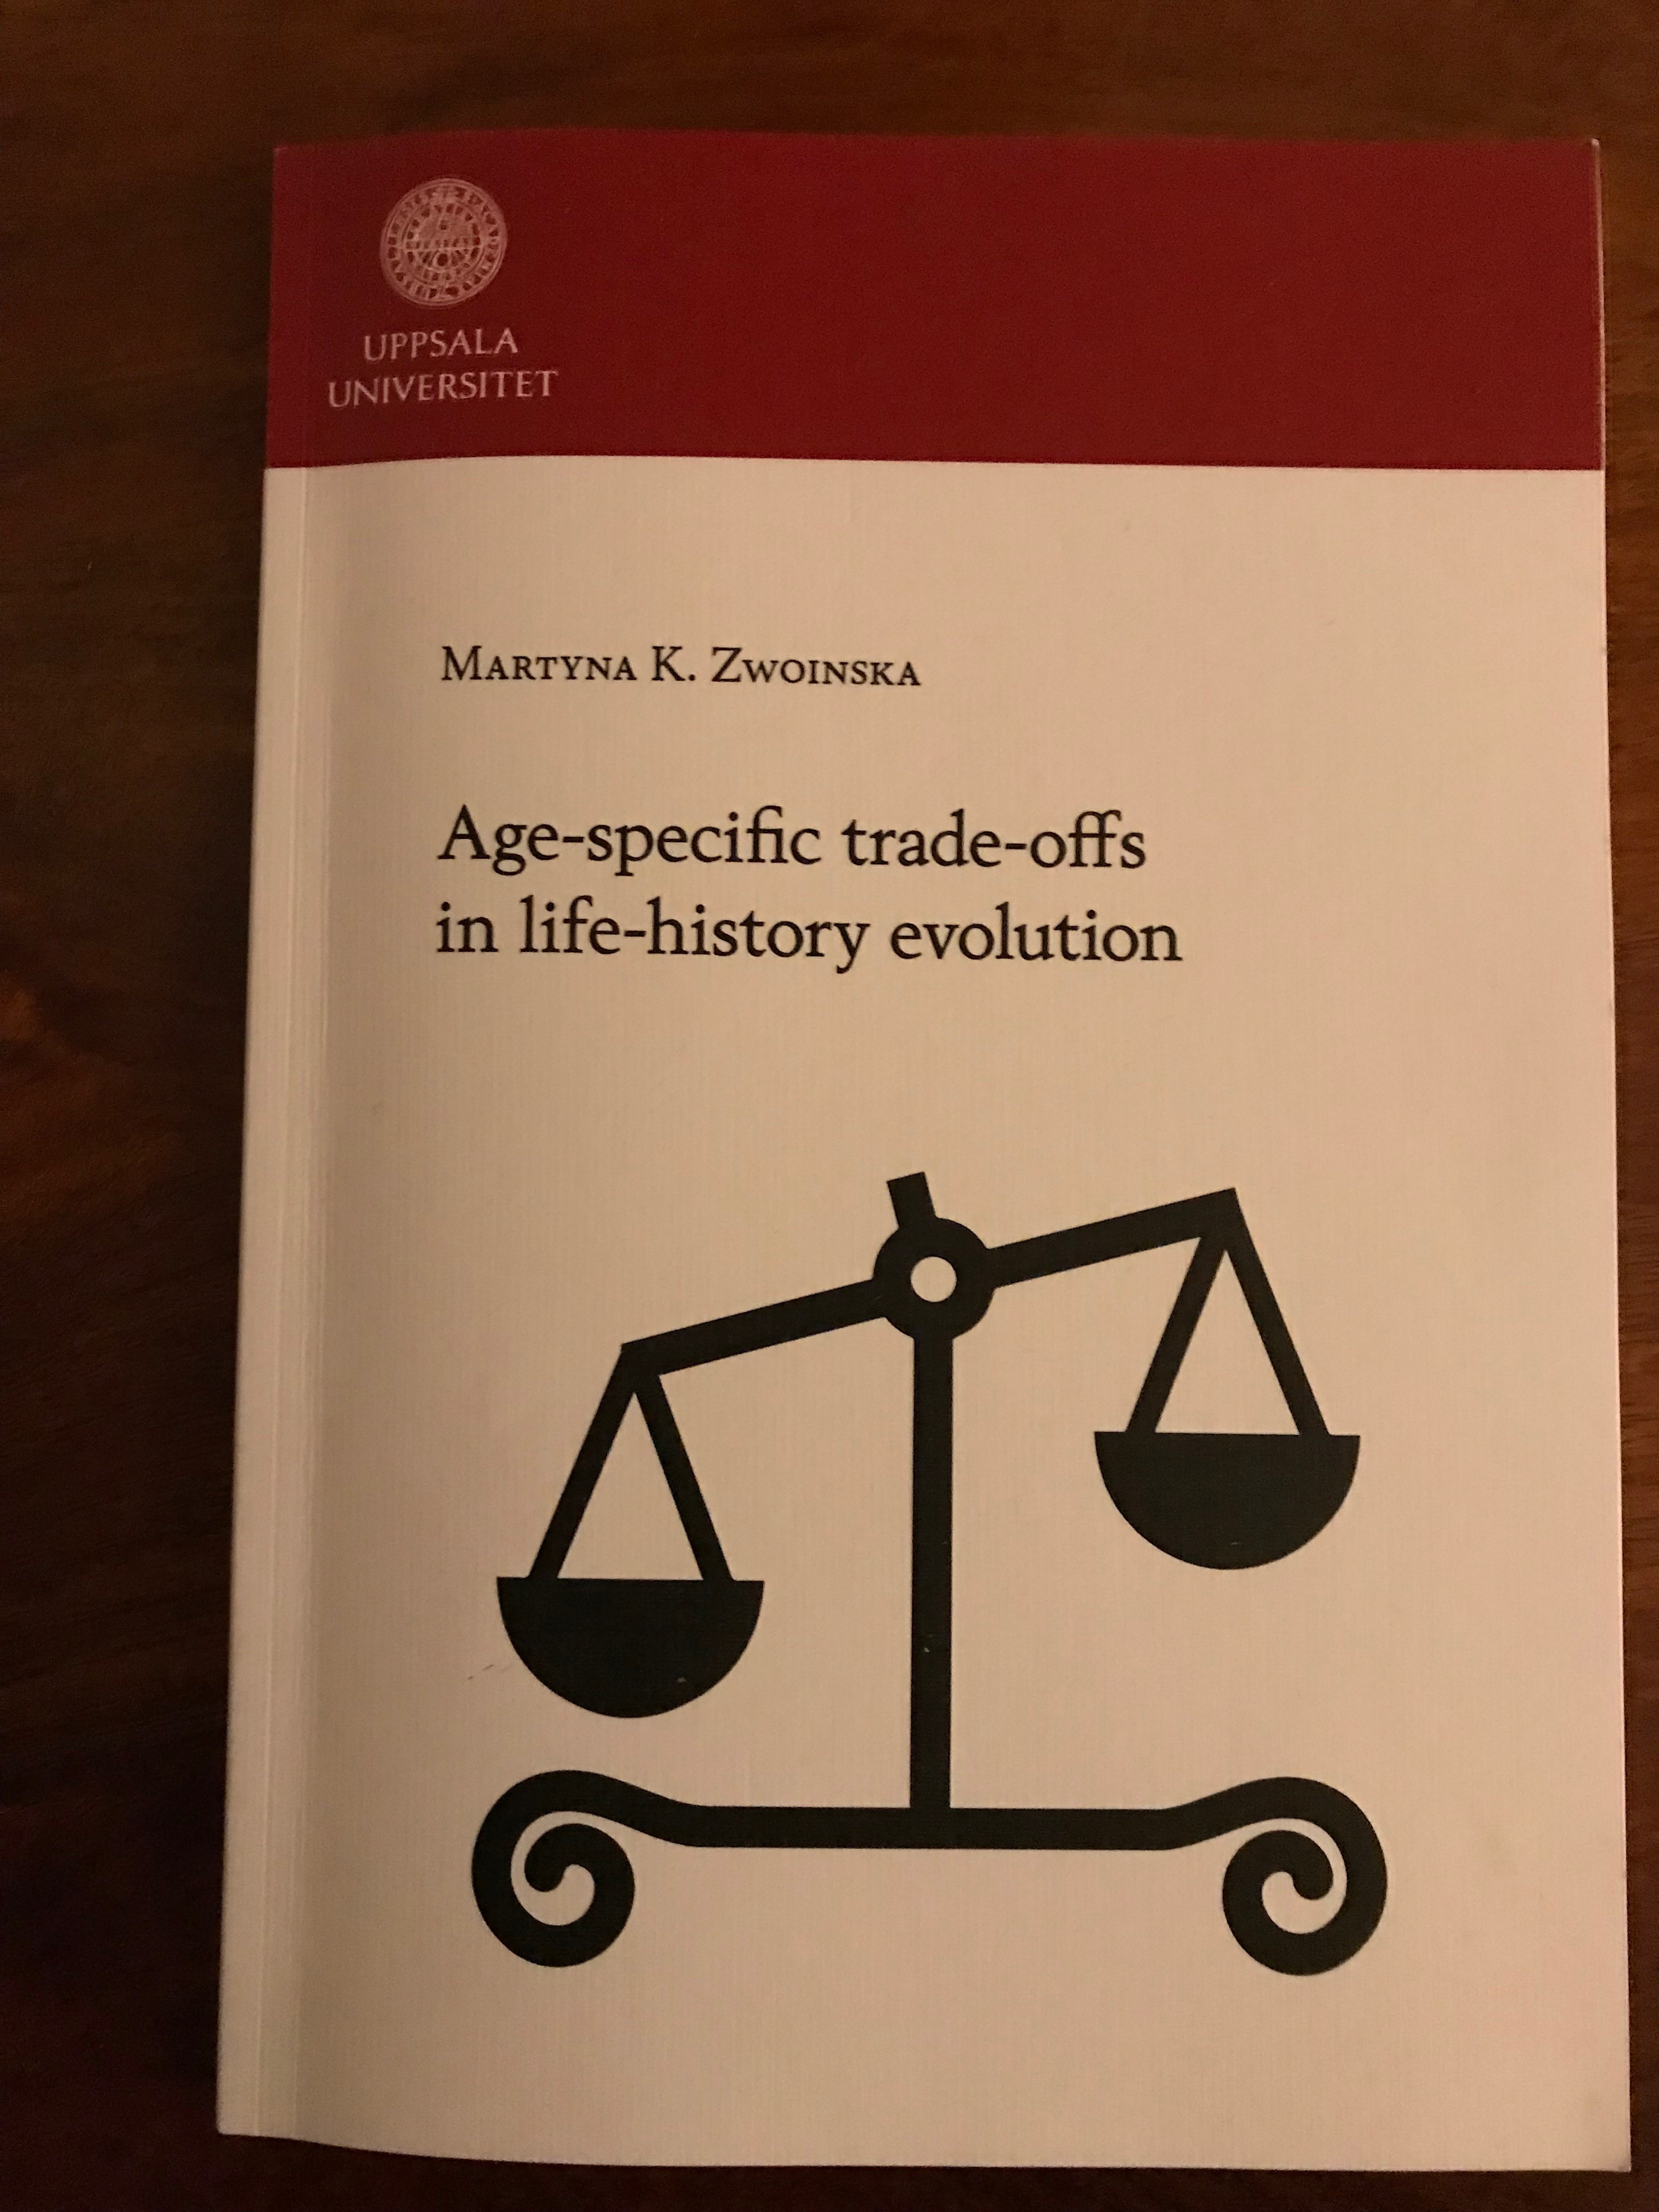 UPPSALA
UNIVERSITET
MARTYNA K. ZWOINSKA
Age-specific trade-offs
in life-history evolution